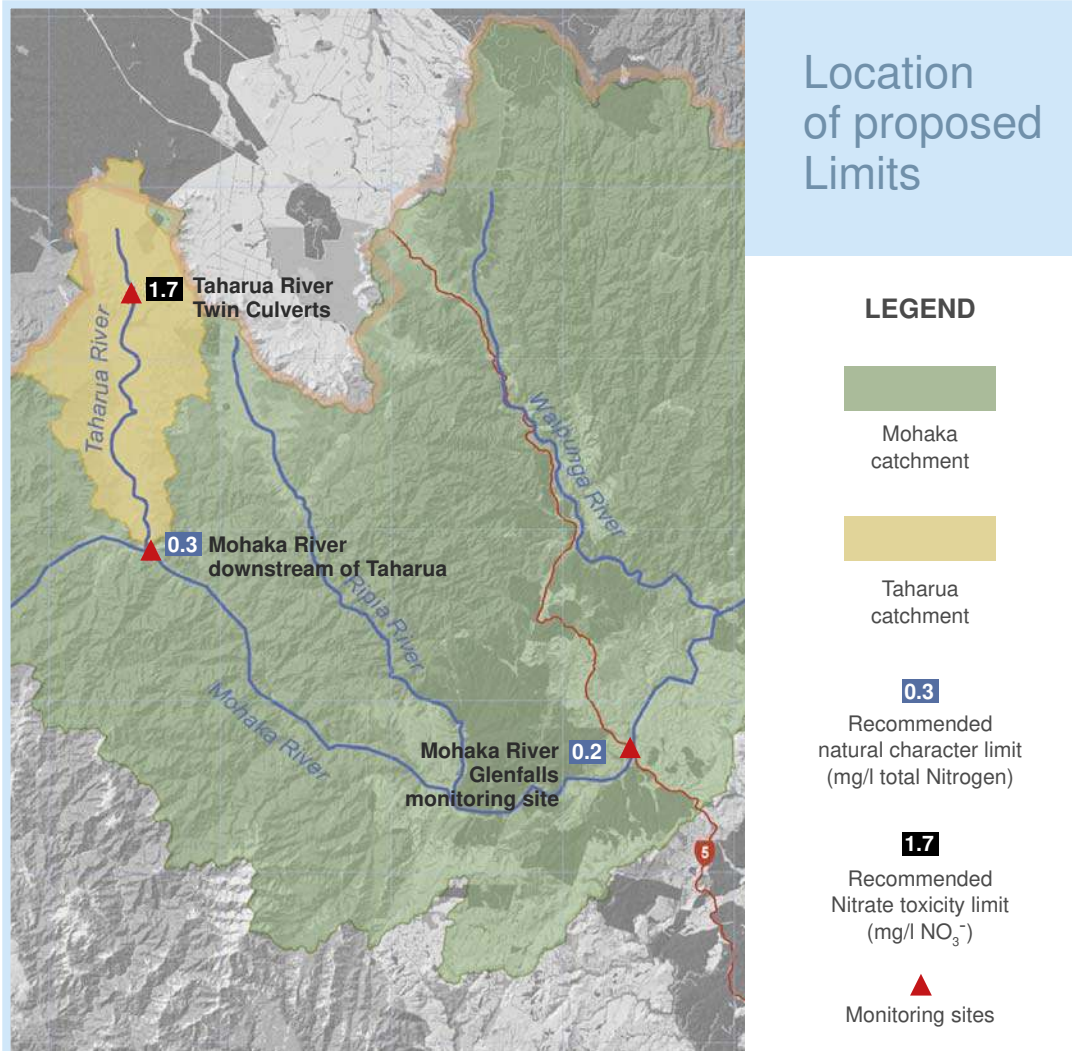 Location
of proposed
Limits
1.7
Taharua River
Twin Culverts
Taharua River
Waipunga River
0.3
Mohaka River
downstream of Taharua
Ripia River
Mohaka River
Mohaka River
Glenfalls
monitoring site
0.2
5
LEGEND
Mohaka
catchment
Taharua
catchment
0.3
Recommended
natural character limit
(mg/l total Nitrogen)
1.7
Recommended
Nitrate toxicity limit
(mg/l NO₃⁻)
Monitoring sites